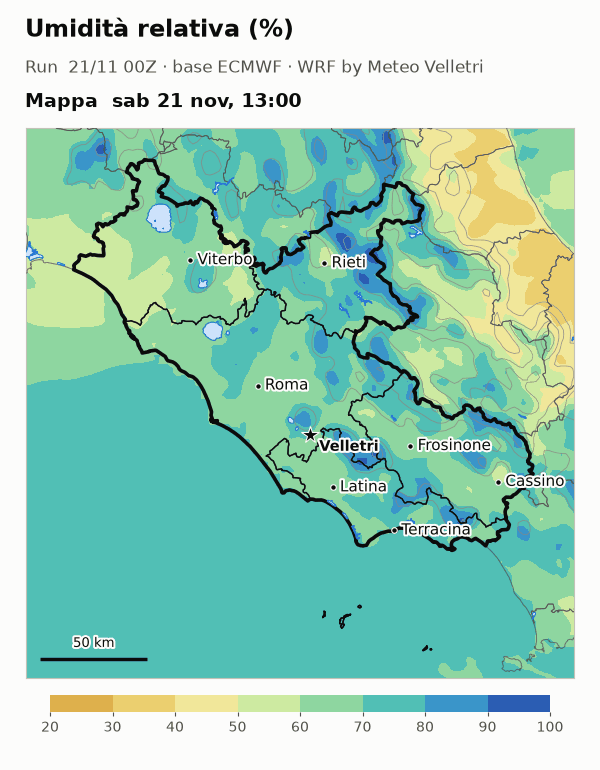 Umidità relativa (%)
Run  21/11 00Z · base ECMWF · WRF by Meteo Velletri
Mappa  sab 21 nov, 13:00
Viterbo
Rieti
Roma
Velletri
Frosinone
Cassino
Latina
Terracina
50 km
20 30 40 50 60 70 80 90 100